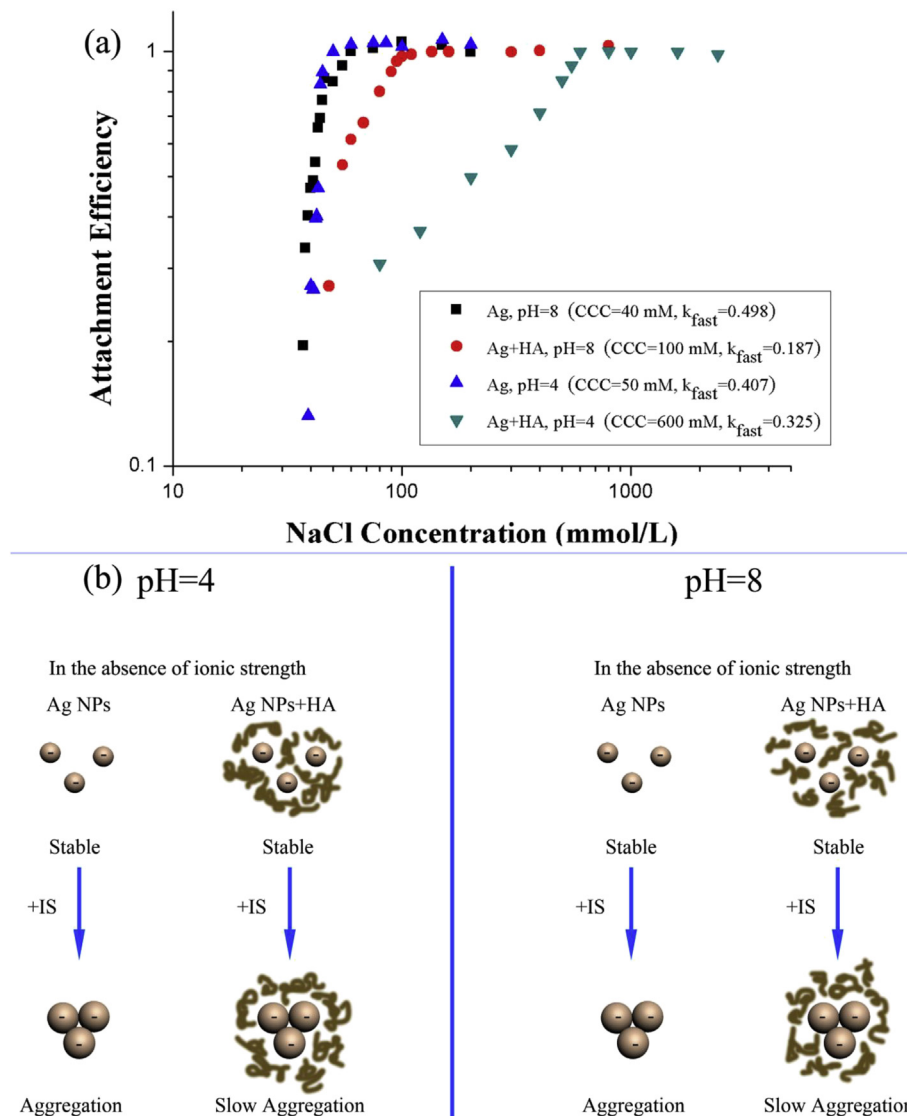 (a)
1
0.1
Attachment Efficiency
Ag, pH=8 (CCC=40 mM, kfast=0.498)
Ag+HA, pH=8 (CCC=100 mM, kfast=0.187)
Ag, pH=4 (CCC=50 mM, kfast=0.407)
Ag+HA, pH=4 (CCC=600 mM, kfast=0.325)
10 100 1000
NaCl Concentration (mmol/L)
(b) pH=4
In the absence of ionic strength
Ag NPs Ag NPs+HA
- - - - - -
Stable Stable
+IS +IS
- - - - - -
Aggregation Slow Aggregation
pH=8
In the absence of ionic strength
Ag NPs Ag NPs+HA
- - - - - -
Stable Stable
+IS +IS
- - - - - -
Aggregation Slow Aggregation